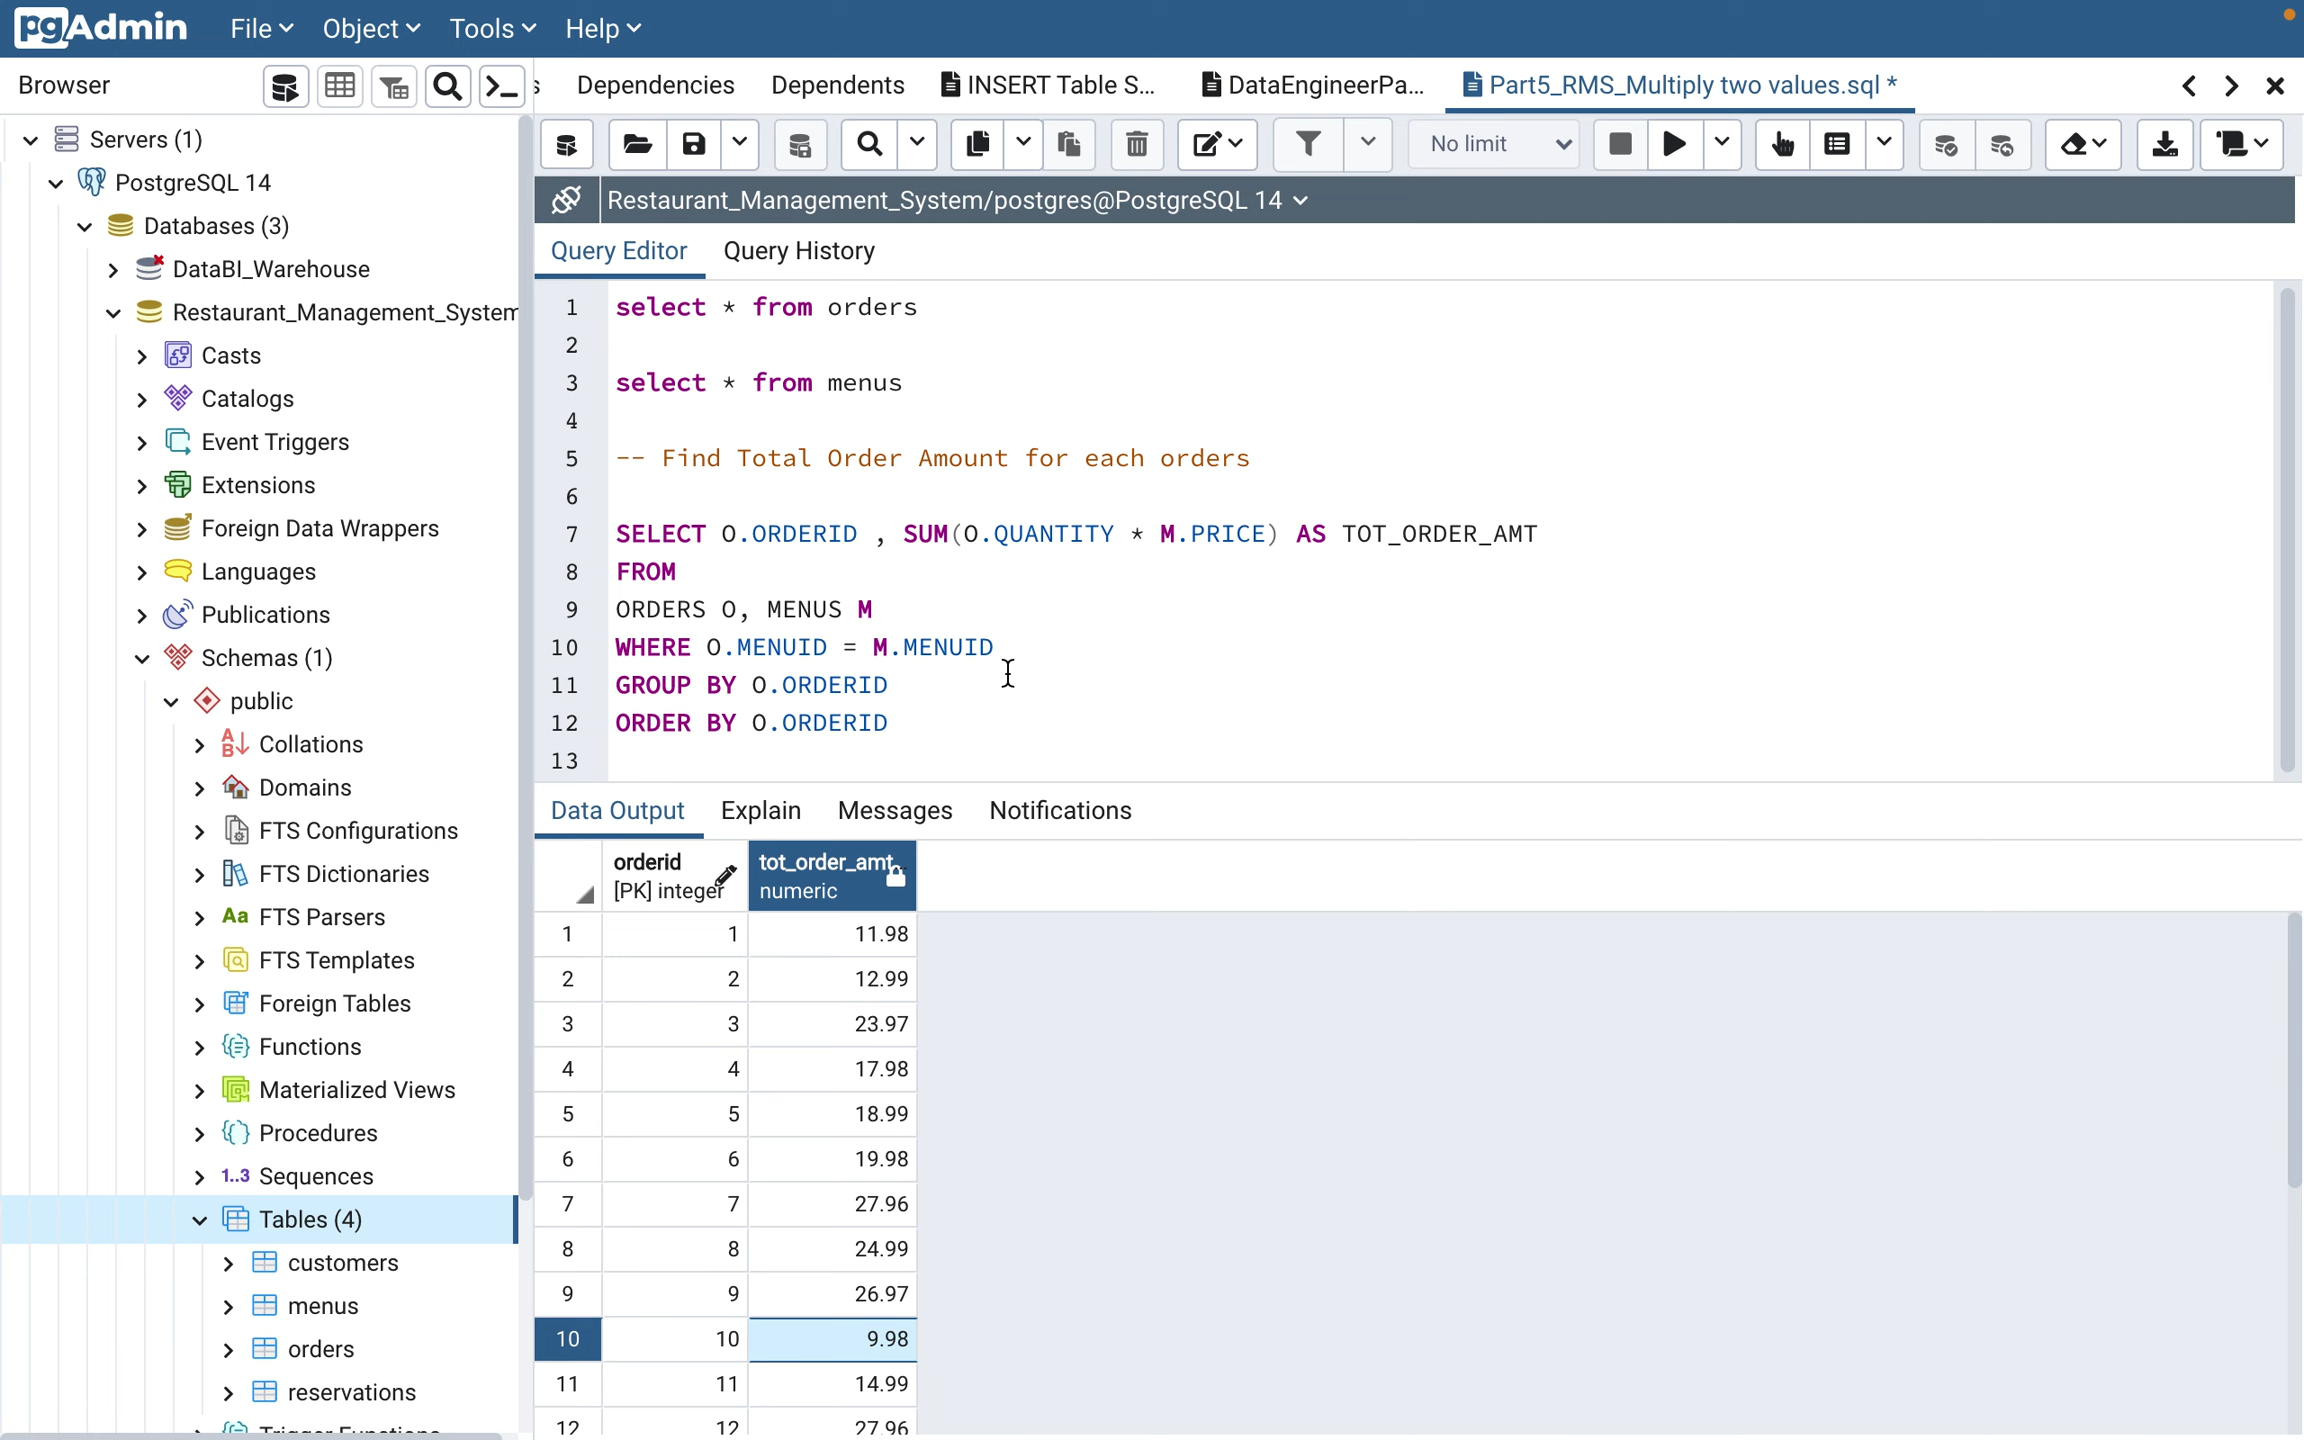 pgAdmin File Object Tools Help
Browser
s Dependencies Dependents INSERT Table S... DataEngineerPa... Part5_RMS_Multiply two values.sql *
No limit
Restaurant_Management_System/postgres@PostgreSQL 14
Query Editor Query History
Servers (1)
PostgreSQL 14
Databases (3)
DataBI_Warehouse
Restaurant_Management_System
Casts
Catalogs
Event Triggers
Extensions
Foreign Data Wrappers
Languages
Publications
Schemas (1)
public
Collations
Domains
FTS Configurations
FTS Dictionaries
Aa FTS Parsers
FTS Templates
Foreign Tables
Functions
Materialized Views
Procedures
1..3 Sequences
Tables (4)
customers
menus
orders
reservations
Trigger Functions
1 select * from orders
2
3 select * from menus
4
5 -- Find Total Order Amount for each orders
6
7 SELECT O.ORDERID , SUM(O.QUANTITY * M.PRICE) AS TOT_ORDER_AMT
8 FROM
9 ORDERS O, MENUS M
10 WHERE O.MENUID = M.MENUID
11 GROUP BY O.ORDERID
12 ORDER BY O.ORDERID
13
Data Output Explain Messages Notifications
orderid tot_order_amt
[PK] integer numeric
1 1 11.98
2 2 12.99
3 3 23.97
4 4 17.98
5 5 18.99
6 6 19.98
7 7 27.96
8 8 24.99
9 9 26.97
10 10 9.98
11 11 14.99
12 12 27.96